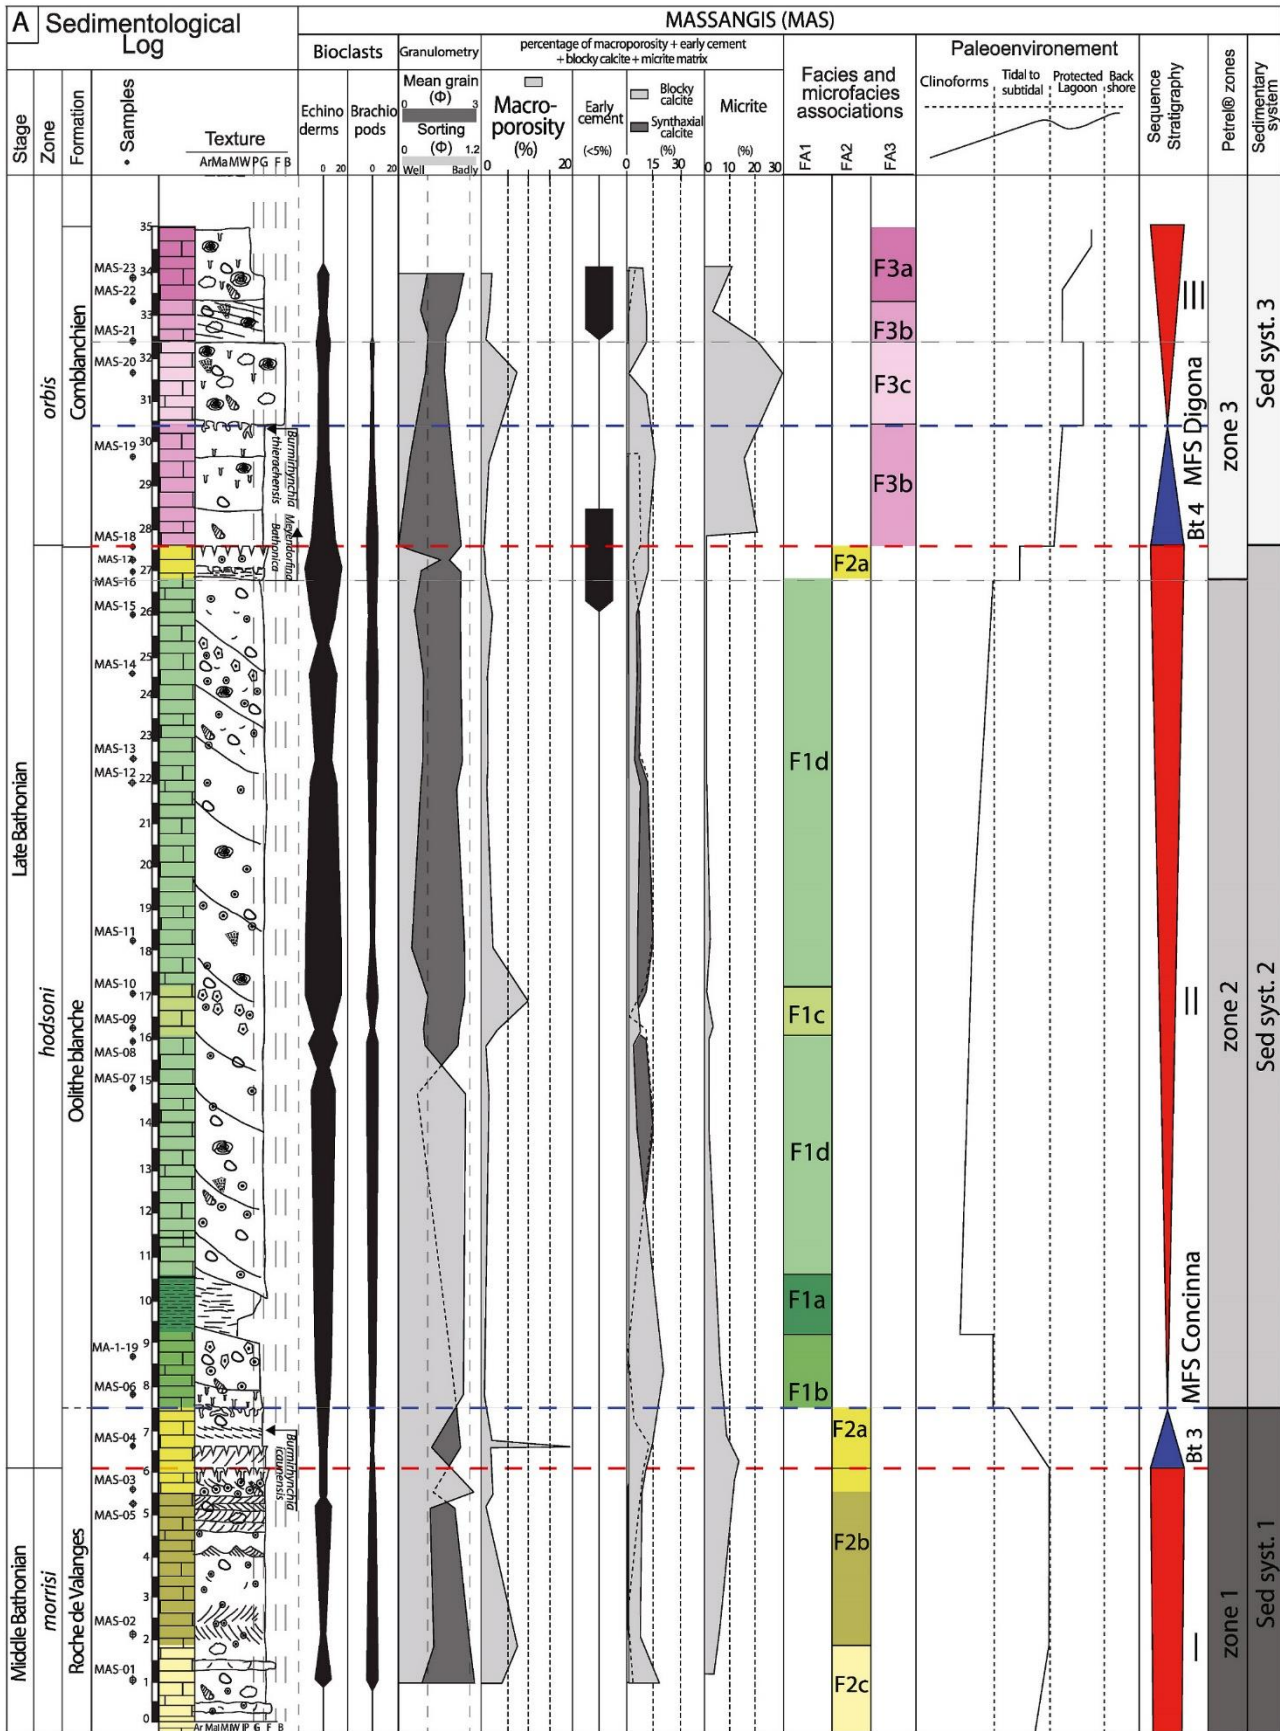 A Sedimentological
Log
MASSANGIS (MAS)
Bioclasts
Granulometry
percentage of macroporosity + early cement
+ blocky calcite + micrite matrix
Facies and
microfacies
associations
Paleoenvironement
Stage
Zone
Formation
• Samples
Texture
ArMaMWPG F B
Echino
derms
0 20
Brachio
pods
0 20
Mean grain
(Φ)
0 3
Sorting
(Φ)
0 1.2
Well Badly
Macro-
porosity
(%)
0 20
Early
cement
(<5%)
Blocky
calcite
Synthaxial
calcite
0 15 30
(%)
Micrite
(%)
0 10 20 30
FA1
FA2
FA3
Clinoforms
Tidal to
subtidal
Protected
Lagoon
Back
shore
Sequence
Stratigraphy
Petrel® zones
Sedimentary
system
Late Bathonian
Middle Bathonian
orbis
hodsoni
morrisi
Comblanchien
Oolithe blanche
Roche de Valanges
MAS-23
MAS-22
MAS-21
MAS-20
MAS-19
MAS-18
MAS-17
MAS-16
MAS-15
MAS-14
MAS-13
MAS-12
MAS-11
MAS-10
MAS-09
MAS-08
MAS-07
MA-1-19
MAS-06
MAS-04
MAS-03
MAS-05
MAS-02
MAS-01
35
34
33
32
31
30
29
28
27
26
25
24
23
22
21
20
19
18
17
16
15
14
13
12
11
10
9
8
7
6
5
4
3
2
1
0
Burmirhynchia
thierachensis
Meyendorfina
Bathonica
Burmirhynchia
icaunensis
F3a
F3b
F3c
F3b
F2a
F1d
F1c
F1d
F1a
F1b
F2a
F2b
F2c
III
MFS Digona
Bt 4
II
MFS Concinna
Bt 3
I
zone 3
zone 2
zone 1
Sed syst. 3
Sed syst. 2
Sed syst. 1